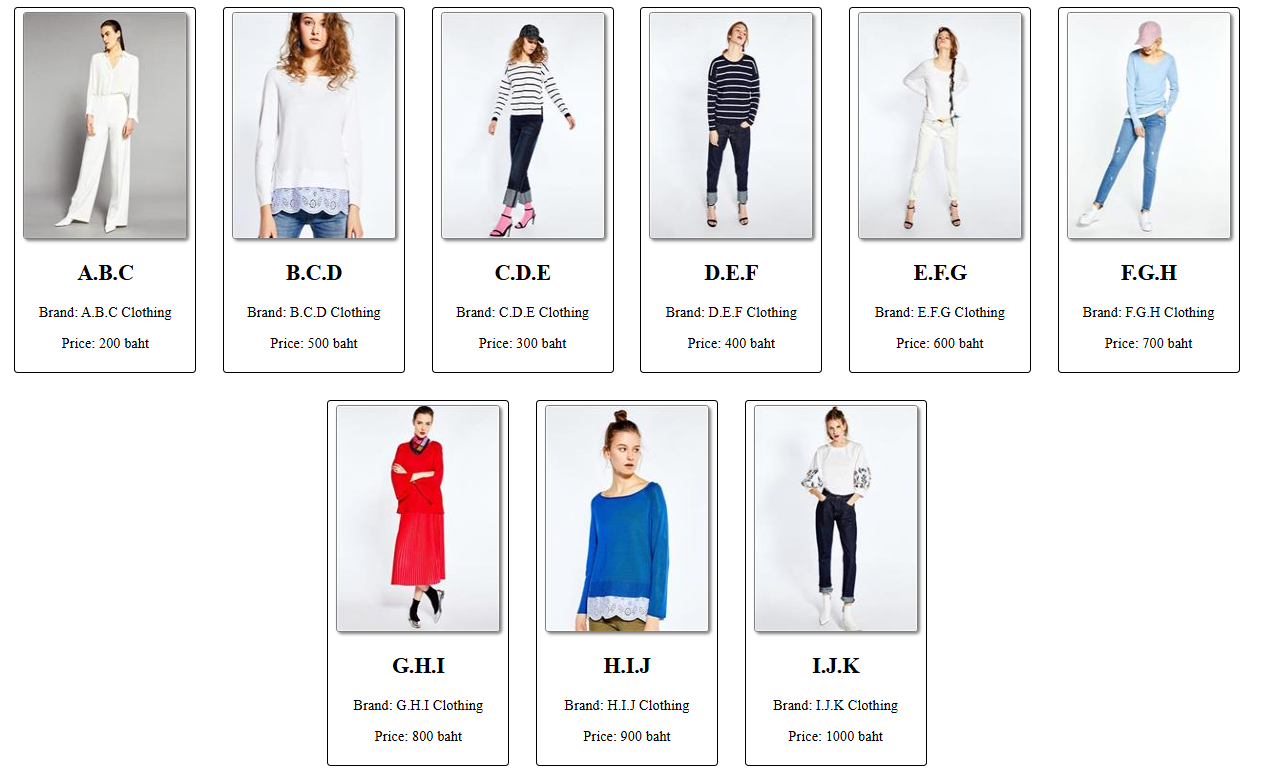 A.B.C
Brand: A.B.C Clothing
Price: 200 baht
B.C.D
Brand: B.C.D Clothing
Price: 500 baht
C.D.E
Brand: C.D.E Clothing
Price: 300 baht
D.E.F
Brand: D.E.F Clothing
Price: 400 baht
E.F.G
Brand: E.F.G Clothing
Price: 600 baht
F.G.H
Brand: F.G.H Clothing
Price: 700 baht
G.H.I
Brand: G.H.I Clothing
Price: 800 baht
H.I.J
Brand: H.I.J Clothing
Price: 900 baht
I.J.K
Brand: I.J.K Clothing
Price: 1000 baht